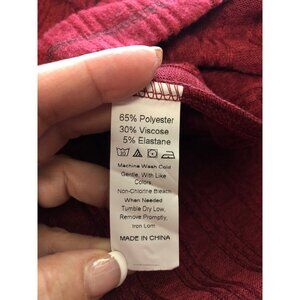 65% Polyester
30% Viscose
5% Elastane
Machine Wash Cold
Gentle, With Like
Colors
Non-Chlorine Bleach
When Needed
Tumble Dry Low,
Remove Promptly,
Iron Lom
MADE IN CHINA